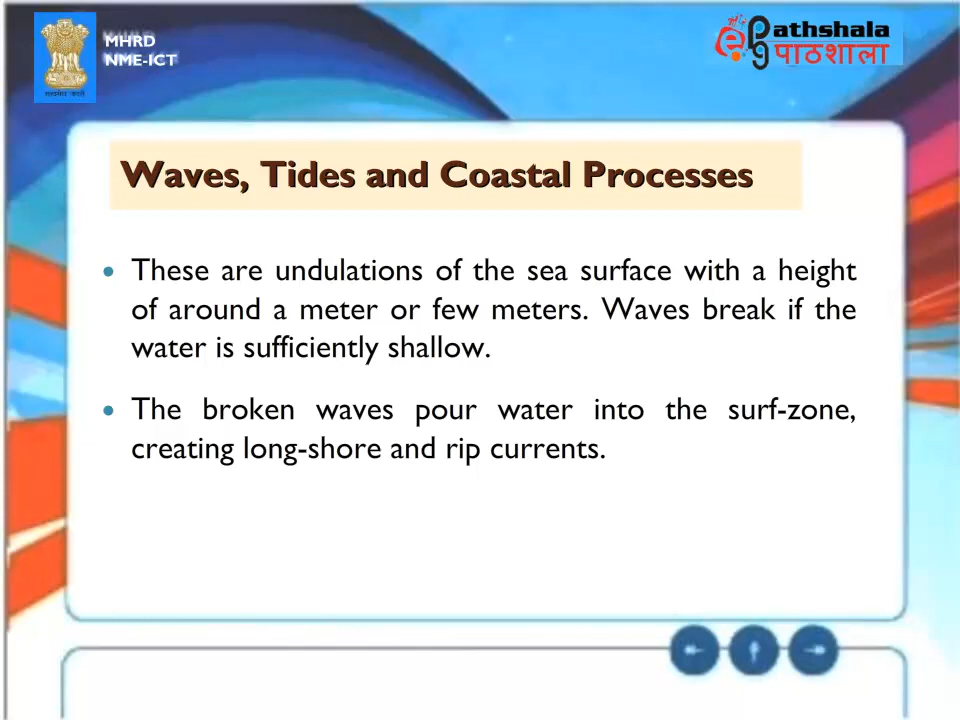 MHRD
NME-ICT
ePathshala
पाठशाला
Waves, Tides and Coastal Processes
• These are undulations of the sea surface with a height
of around a meter or few meters. Waves break if the
water is sufficiently shallow.
• The broken waves pour water into the surf-zone,
creating long-shore and rip currents.